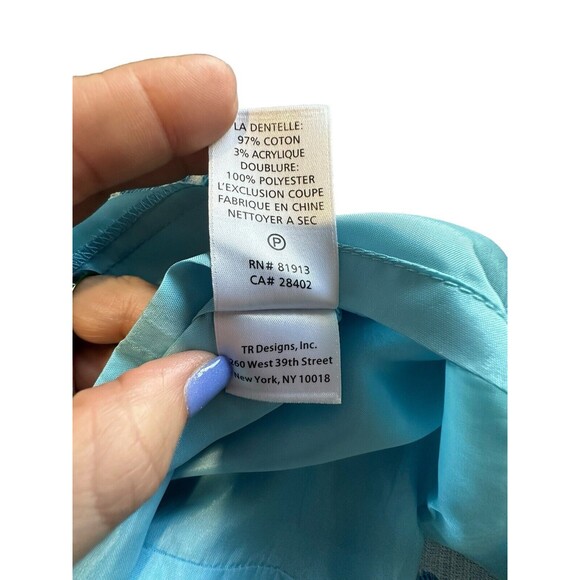 LA DENTELLE:
97% COTON
3% ACRYLIQUE
DOUBLURE:
100% POLYESTER
L'EXCLUSION COUPE
FABRIQUE EN CHINE
NETTOYER A SEC
P
RN# 81913
CA# 28402
TR Designs, Inc.
260 West 39th Street
New York, NY 10018